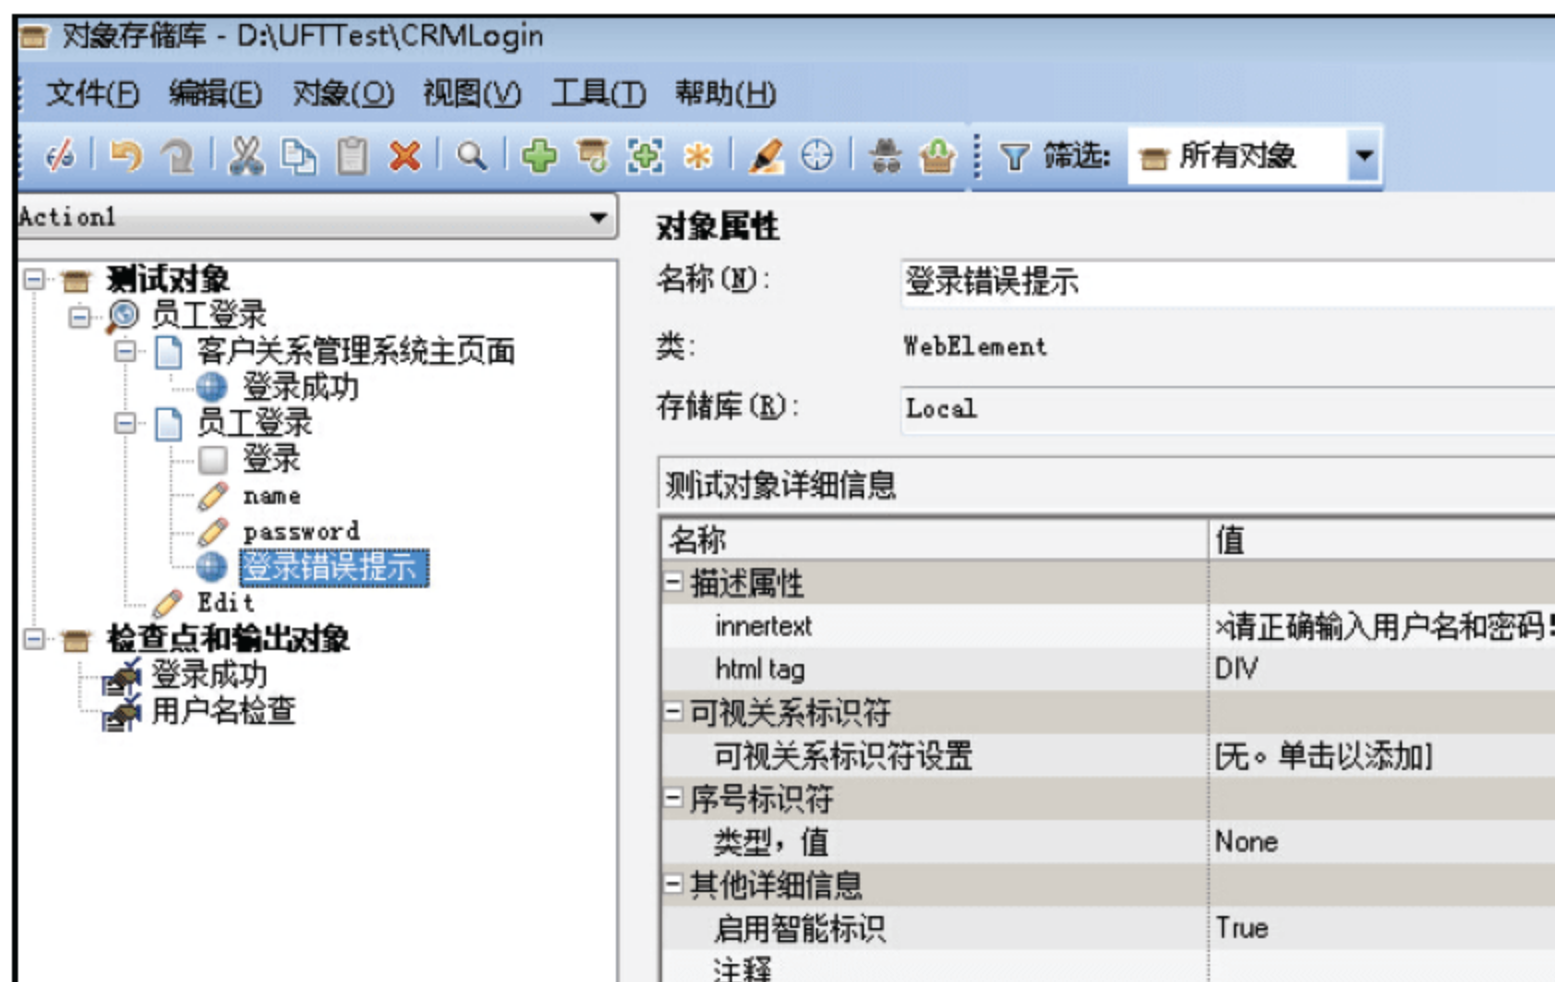 对象存储库 - D:\UFTTest\CRMLogin
文件(F) 编辑(E) 对象(O) 视图(V) 工具(T) 帮助(H)
筛选: 所有对象
Action1
测试对象
员工登录
客户关系管理系统主页面
登录成功
员工登录
登录
name
password
登录错误提示
Edit
检查点和输出对象
登录成功
用户名检查
对象属性
名称(N): 登录错误提示
类: WebElement
存储库(R): Local
测试对象详细信息
名称 值
描述属性
innertext ×请正确输入用户名和密码!
html tag DIV
可视关系标识符
可视关系标识符设置 [无。单击以添加]
序号标识符
类型，值 None
其他详细信息
启用智能标识 True
注释